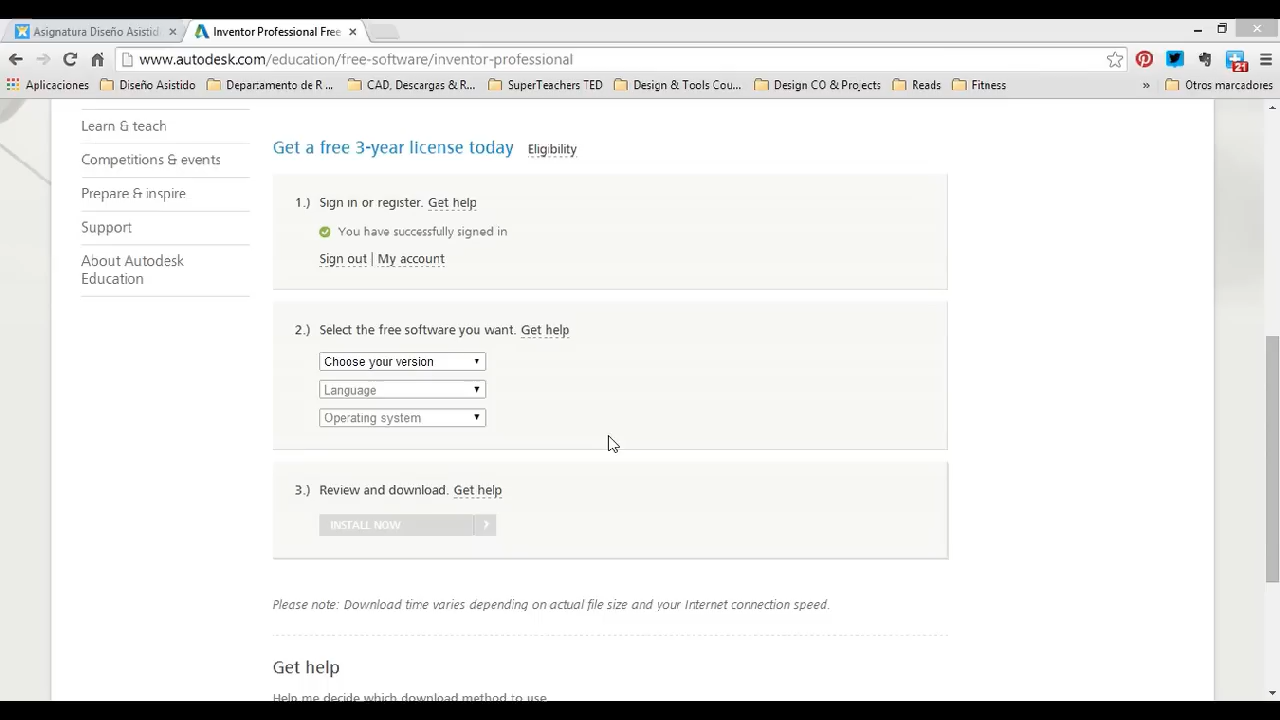 Asignatura Diseño Asistid
Inventor Professional Free
www.autodesk.com/education/free-software/inventor-professional
21
Aplicaciones
Diseño Asistido
Departamento de R ...
CAD, Descargas & R...
SuperTeachers TED
Design & Tools Cou...
Design CO & Projects
Reads
Fitness
»
Otros marcadores
Learn & teach
Competitions & events
Prepare & inspire
Support
About Autodesk
Education
Get a free 3-year license today Eligibility
1.) Sign in or register. Get help
You have successfully signed in
Sign out | My account
2.) Select the free software you want. Get help
Choose your version
Language
Operating system
3.) Review and download. Get help
INSTALL NOW
Please note: Download time varies depending on actual file size and your Internet connection speed.
Get help
Help me decide which download method to use